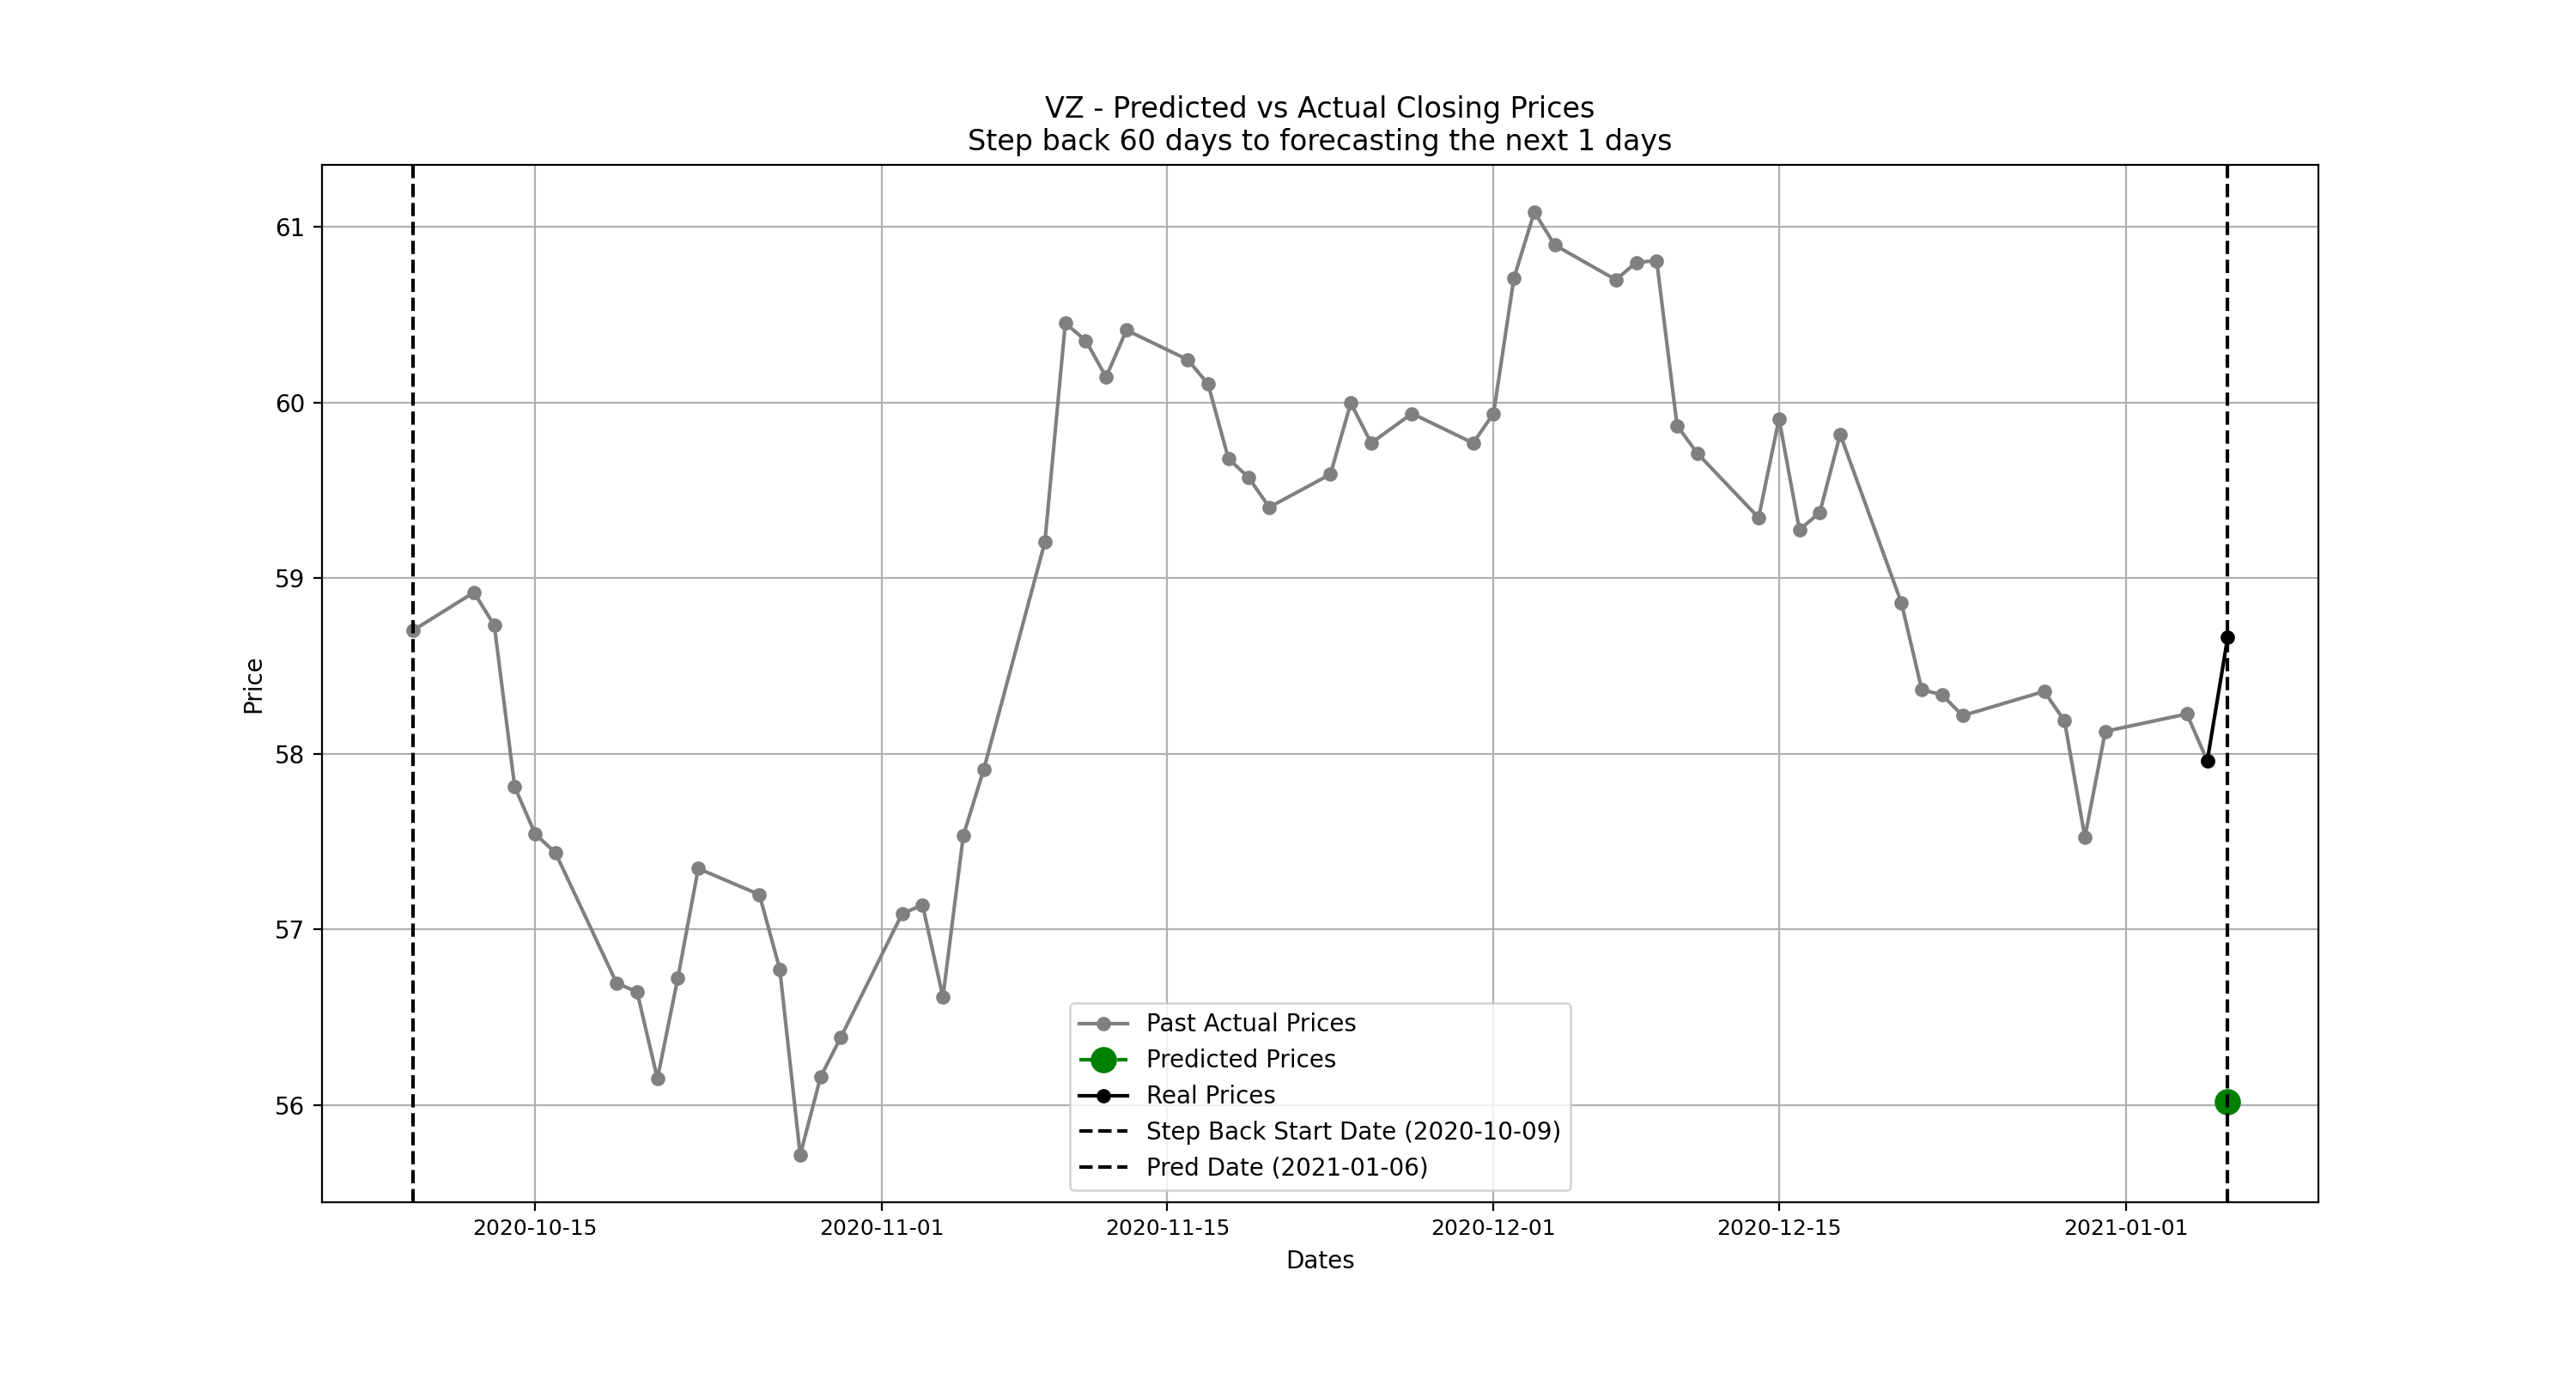 VZ - Predicted vs Actual Closing Prices
Step back 60 days to forecasting the next 1 days
61
60
59
58
57
56
Price
Past Actual Prices
Predicted Prices
Real Prices
Step Back Start Date (2020-10-09)
Pred Date (2021-01-06)
2020-10-15
2020-11-01
2020-11-15
2020-12-01
2020-12-15
2021-01-01
Dates